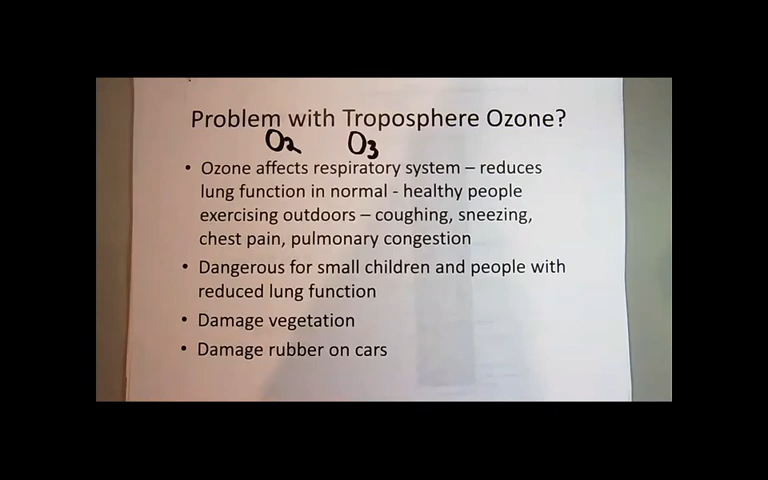 Problem with Troposphere Ozone?
O2 O3
• Ozone affects respiratory system – reduces
lung function in normal - healthy people
exercising outdoors – coughing, sneezing,
chest pain, pulmonary congestion
• Dangerous for small children and people with
reduced lung function
• Damage vegetation
• Damage rubber on cars